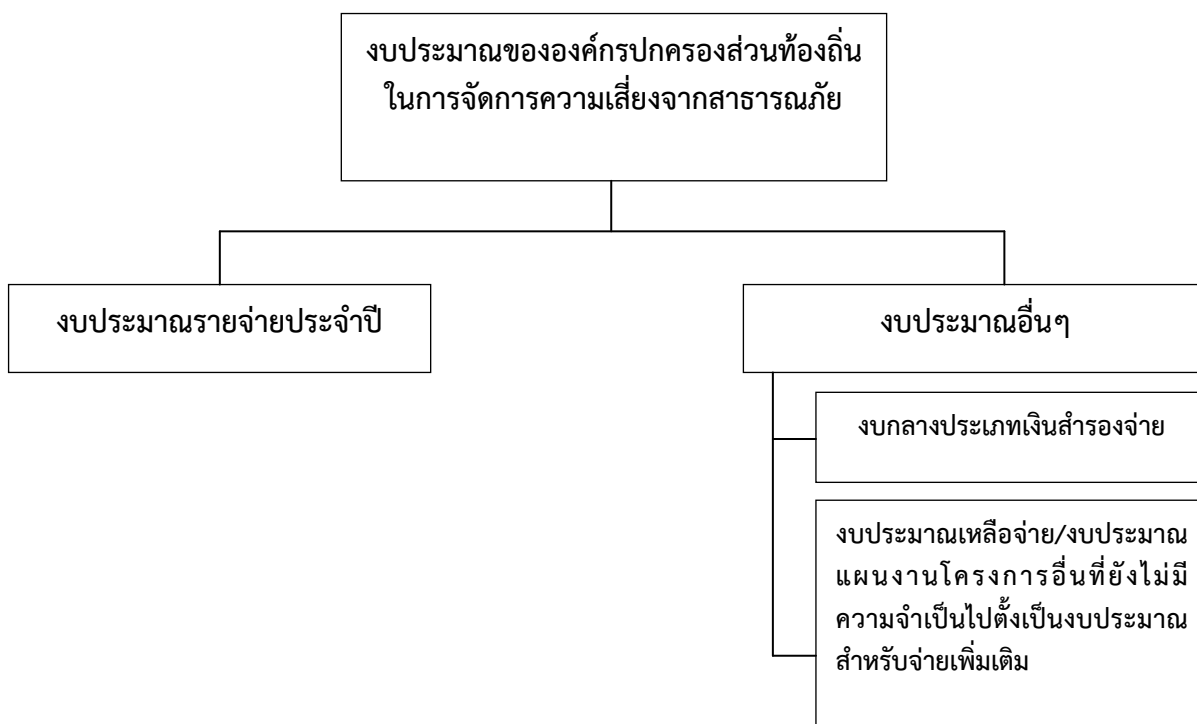 งบประมาณขององค์กรปกครองส่วนท้องถิ่น
ในการจัดการความเสี่ยงจากสาธารณภัย
งบประมาณรายจ่ายประจำปี
งบประมาณอื่นๆ
งบกลางประเภทเงินสำรองจ่าย
งบประมาณเหลือจ่าย/งบประมาณ
แผนงานโครงการอื่นที่ยังไม่มี
ความจำเป็นไปตั้งเป็นงบประมาณ
สำหรับจ่ายเพิ่มเติม